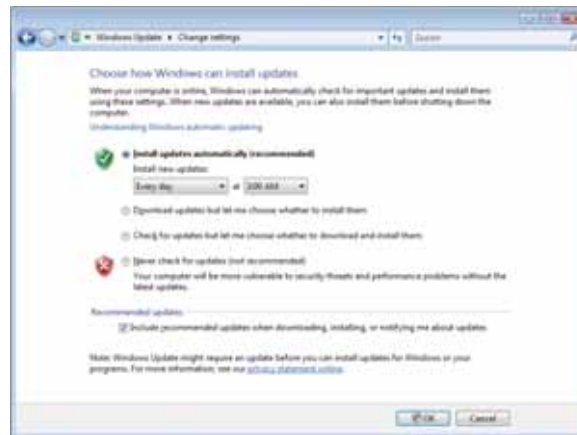 Windows Update ▸ Change settings
Search
Choose how Windows can install updates
When your computer is online, Windows can automatically check for important updates and install them
using these settings. When new updates are available, you can also install them before shutting down the
computer.
Understanding Windows automatic updating
Install updates automatically (recommended)
Install new updates:
Every day at 3:00 AM
Download updates but let me choose whether to install them
Check for updates but let me choose whether to download and install them
Never check for updates (not recommended)
Your computer will be more vulnerable to security threats and performance problems without the
latest updates.
Recommended updates
Include recommended updates when downloading, installing, or notifying me about updates
Note: Windows Update might require an update before you can install updates for Windows or your
programs. For more information, see our privacy statement online.
OK Cancel